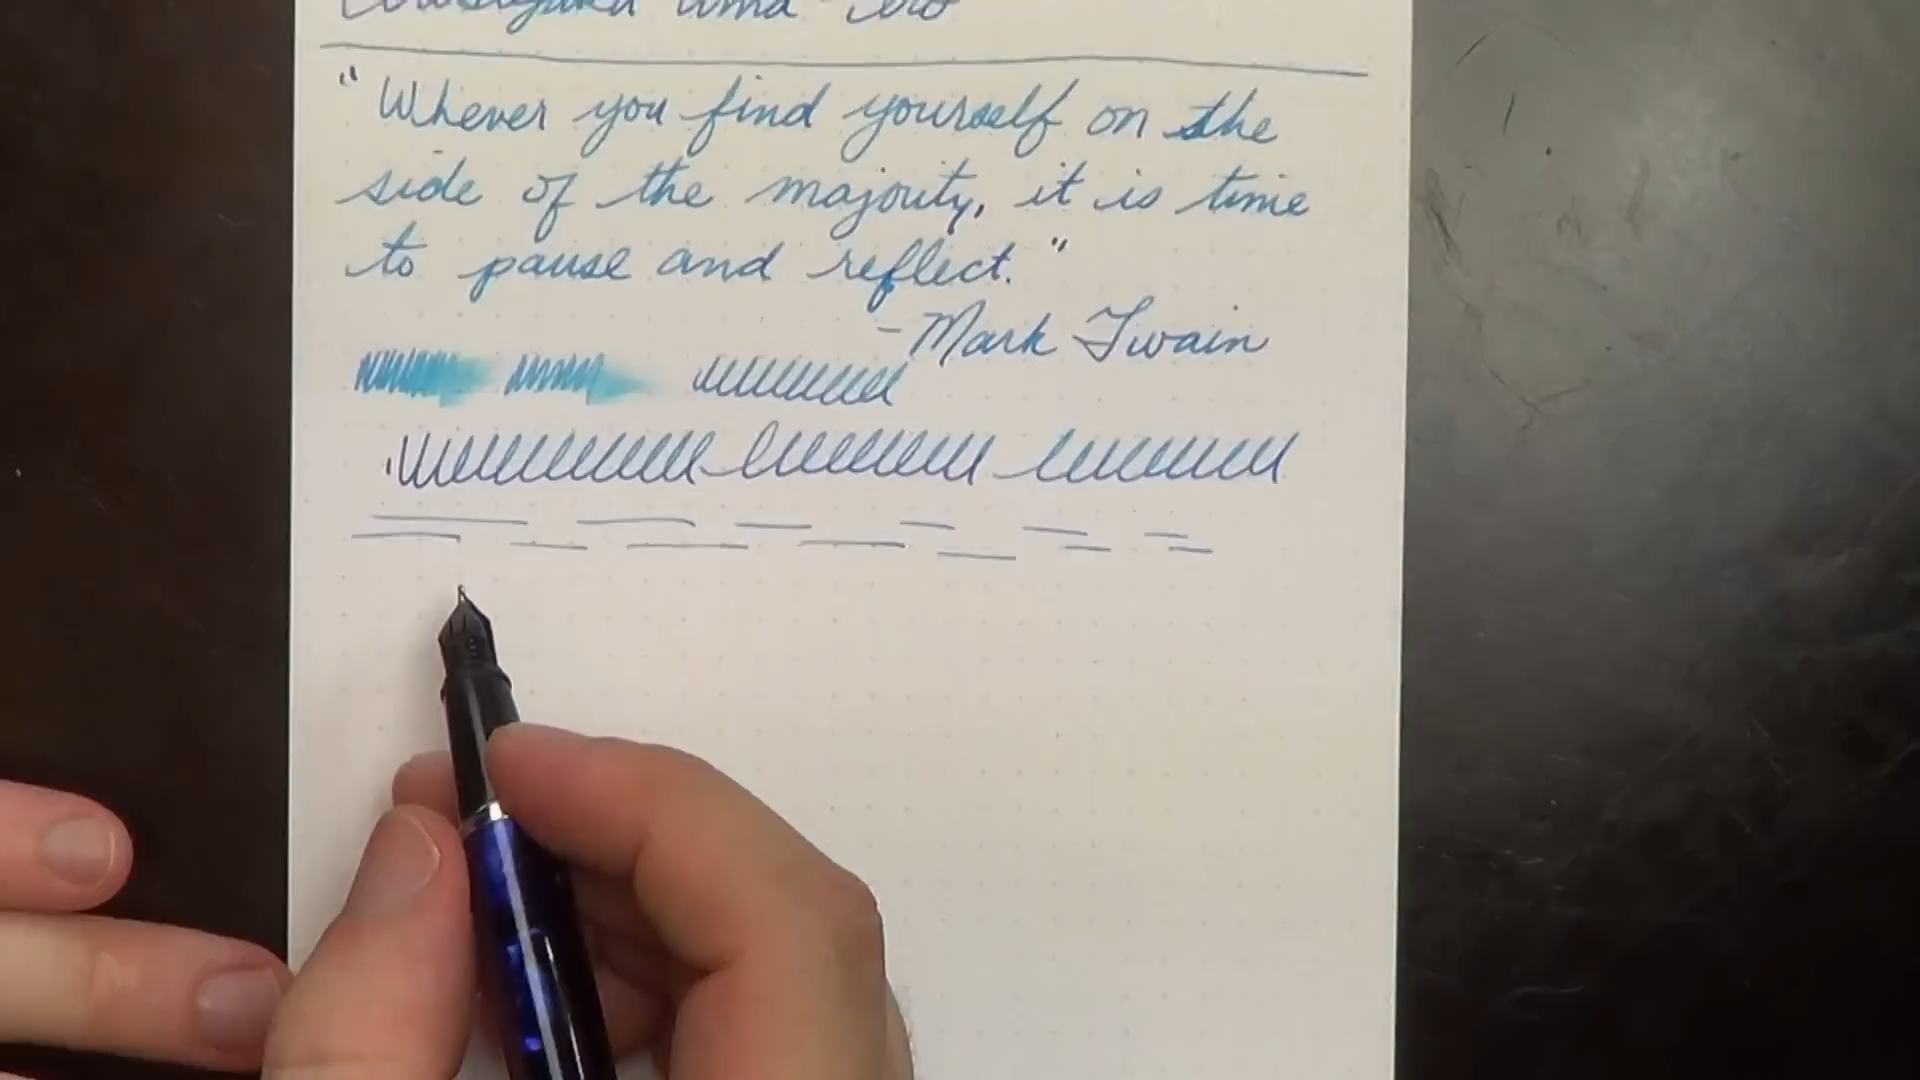 "Whever you find yourself on the
side of the majority, it is time
to pause and reflect."
-Mark Twain